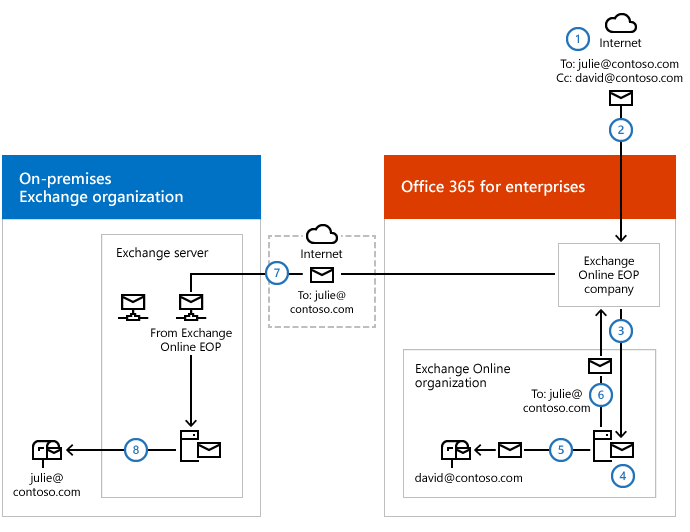 1
Internet
To: julie@contoso.com
Cc: david@contoso.com
2
On-premises
Exchange organization
Office 365 for enterprises
Exchange server
Internet
7
To: julie@
contoso.com
Exchange
Online EOP
company
From Exchange
Online EOP
3
Exchange Online
organization
To: julie@
contoso.com
6
8
julie@
contoso.com
5
david@contoso.com
4